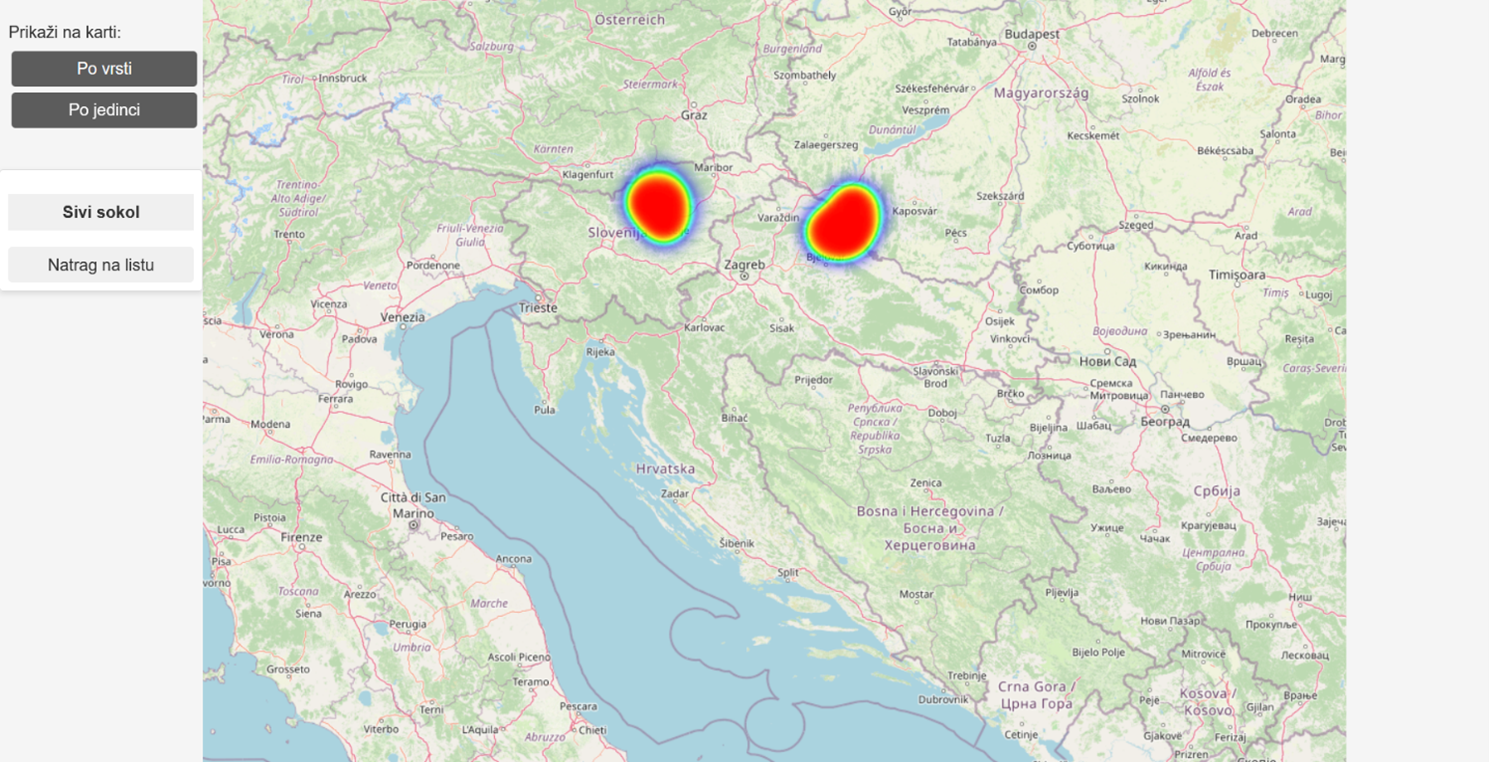 Prikaži na karti:
Po vrsti
Po jedinci
Sivi sokol
Natrag na listu
Österreich
Győr
Budapest
Debrecen
Tatabánya
Salzburg
Burgenland
Tirol
Innsbruck
Steiermark
Szombathely
Székesfehérvár
Magyarország
Alföld és
Észak
Szolnok
Oradea
Bihor
Graz
Veszprém
Dunántúl
Kecskemét
Salonta
Zalaegerszeg
Békéscsaba
Kärnten
Klagenfurt
Maribor
Trentino
Alto Adige/
Südtirol
Szekszárd
Arad
Varaždin
Kaposvár
Trento
Friuli-Venezia
Giulia
Pécs
Szeged
Arad
Суботица
Pordenone
Zagreb
Кикинда
Timișoara
Veneto
Сомбор
Timiș
Lugoj
Vicenza
Venezia
Trieste
Verona
Padova
Karlovac
Sisak
Osijek
Војводина
Зрењанин
Vinkovci
Reșița
Rijeka
Нови Сад
Вршац
Slavonski
Brod
Rovigo
Ferrara
Prijedor
Brčko
Сремска
Митровица
Панчево
Parma
Modena
Pula
Bihać
Република
Српска /
Republika
Srpska
Doboj
Bijeljina
Шабац
Београд
Смедерево
Tuzla
Лозница
Emilia-Romagna
Ravenna
Hrvatska
Zenica
Ваљево
Србија
Città di San
Marino
Zadar
Bosna i Hercegovina /
Босна и
Херцеговина
Ужице
Крагујевац
Чачак
Pistoia
Lucca
Firenze
Pesaro
Šibenik
Централна
Србија
Pisa
Ancona
Split
Toscana
Arezzo
Siena
Marche
Mostar
Pljevlja
Ниш
Perugia
Umbria
Нови Пазар
Прокупље
Bijelo Polje
Mitrovicë
Лесковац
Grosseto
Ascoli Piceno
Teramo
Trebinje
Dubrovnik
Crna Gora /
Црна Гора
Pejë
Kosova /
Kosovo
Gjilan
Врање
Terni
Pescara
Viterbo
L'Aquila
Abruzzo
Chieti
Cetinje
Gjakovë
Ferizaj
Prizren